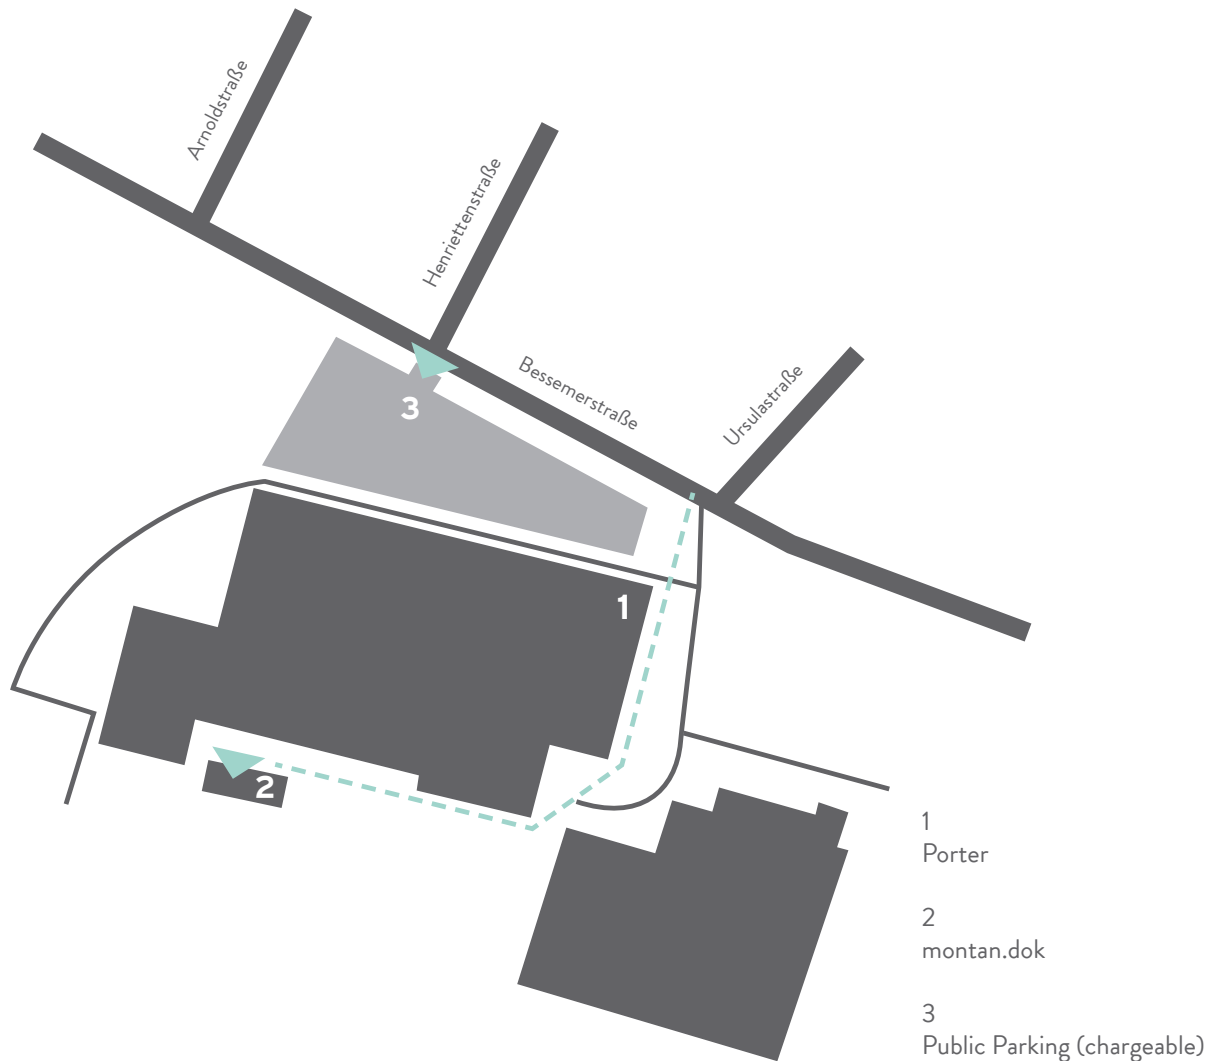 Arnoldstraße
Henriettenstraße
Bessemerstraße
Ursulastraße
3
1
2
1
Porter
2
montan.dok
3
Public Parking (chargeable)